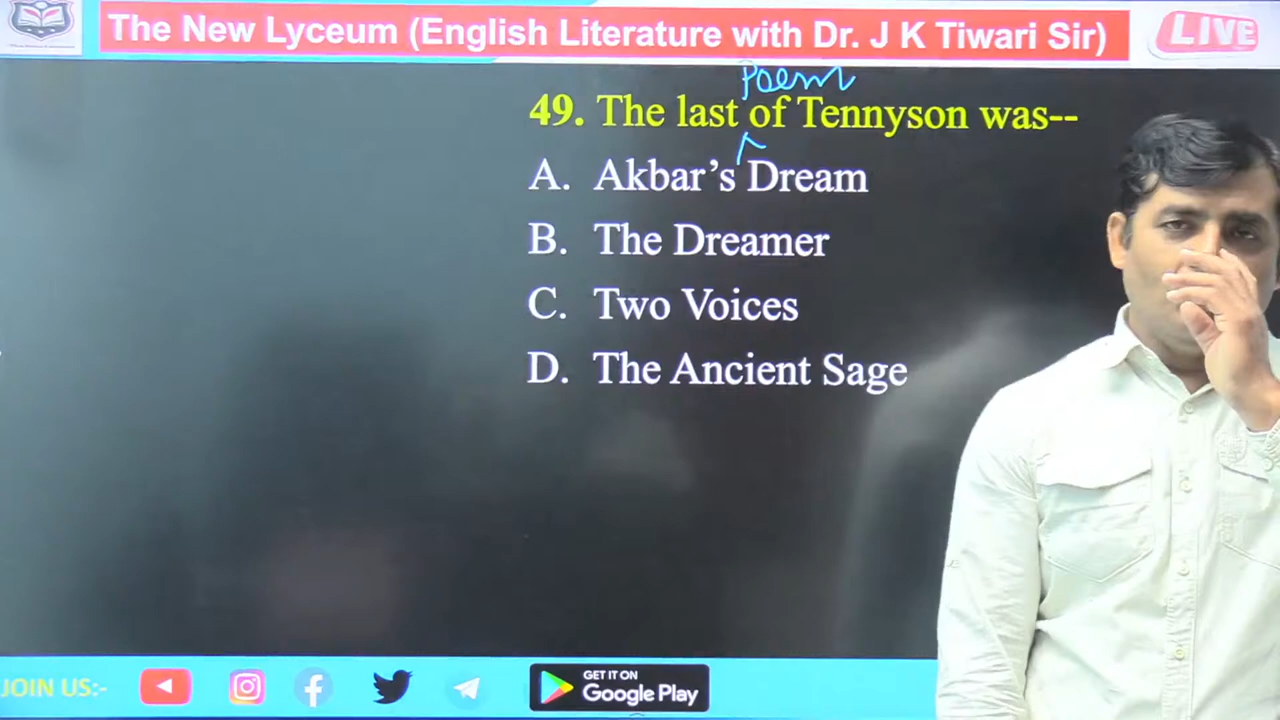 The New Lyceum (English Literature with Dr. J K Tiwari Sir)
LIVE
Poem
49. The last of Tennyson was--
A. Akbar’s Dream
B. The Dreamer
C. Two Voices
D. The Ancient Sage
JOIN US:-
GET IT ON
Google Play